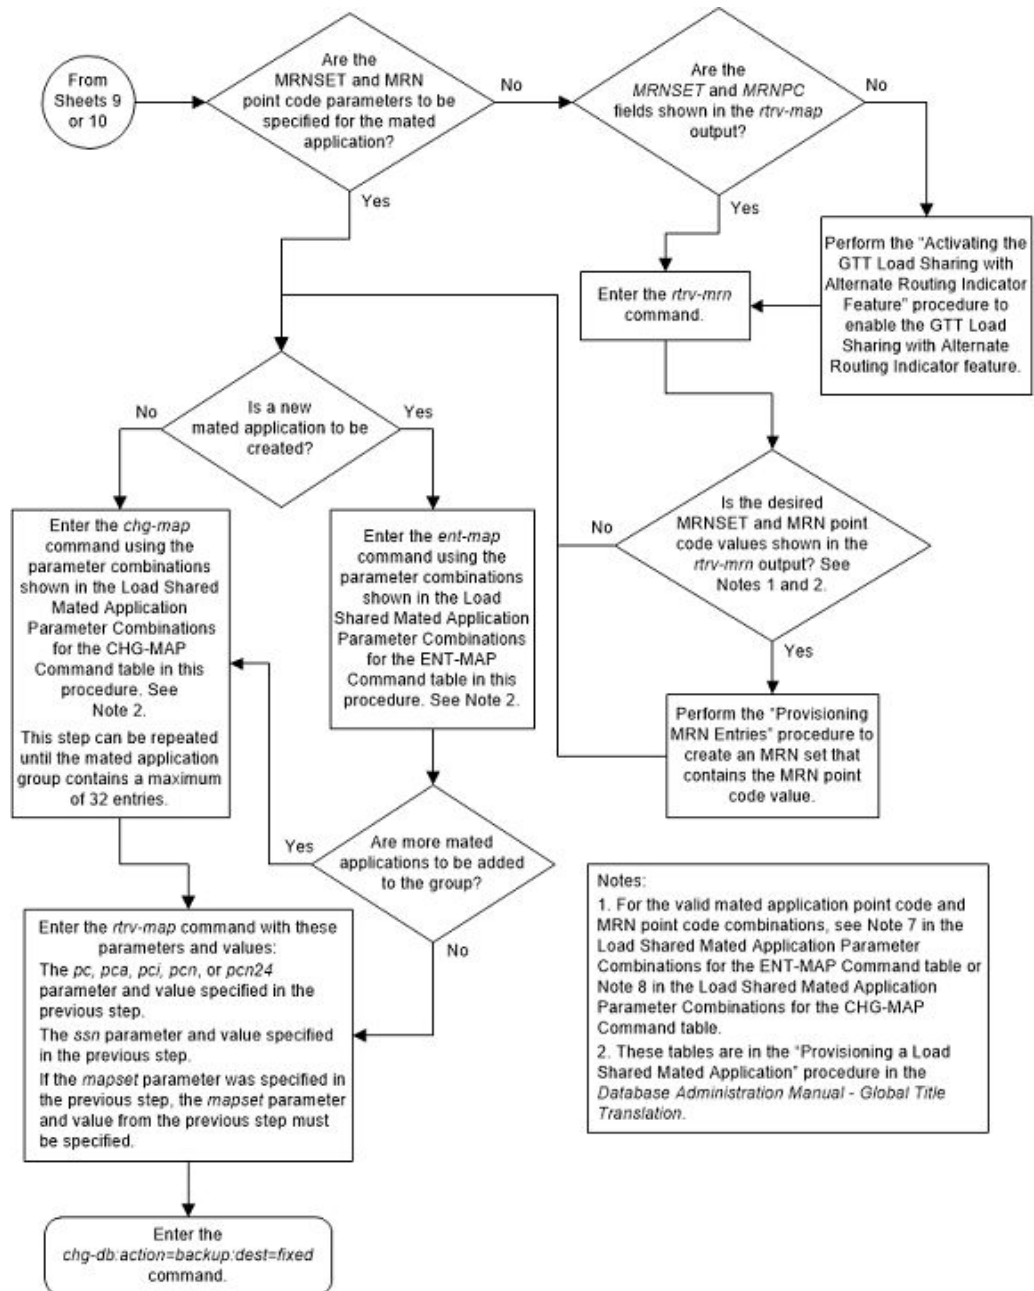 From
Sheets 9
or 10
Are the
MRNSET and MRN
point code parameters to be
specified for the mated
application?
No
Yes
Are the
MRNSET and MRNPC
fields shown in the rtrv-map
output?
No
Yes
Perform the “Activating the
GTT Load Sharing with
Alternate Routing Indicator
Feature” procedure to
enable the GTT Load
Sharing with Alternate
Routing Indicator feature.
Enter the rtrv-mrn
command.
Is the desired
MRNSET and MRN point
code values shown in the
rtrv-mrn output? See
Notes 1 and 2.
No
Yes
Perform the “Provisioning
MRN Entries” procedure to
create an MRN set that
contains the MRN point
code value.
Is a new
mated application to be
created?
No
Yes
Enter the chg-map
command using the
parameter combinations
shown in the Load Shared
Mated Application
Parameter Combinations
for the CHG-MAP
Command table in this
procedure. See
Note 2.
This step can be repeated
until the mated application
group contains a maximum
of 32 entries.
Enter the ent-map
command using the
parameter combinations
shown in the Load
Shared Mated Application
Parameter Combinations
for the ENT-MAP
Command table in this
procedure. See Note 2.
Are more mated
applications to be added
to the group?
Yes
No
Enter the rtrv-map command with these
parameters and values:
The pc, pca, pci, pcn, or pcn24
parameter and value specified in the
previous step.
The ssn parameter and value specified
in the previous step.
If the mapset parameter was specified in
the previous step, the mapset parameter
and value from the previous step must
be specified.
Enter the
chg-db:action=backup:dest=fixed
command.
Notes:
1. For the valid mated application point code and
MRN point code combinations, see Note 7 in the
Load Shared Mated Application Parameter
Combinations for the ENT-MAP Command table or
Note 8 in the Load Shared Mated Application
Parameter Combinations for the CHG-MAP
Command table.
2. These tables are in the “Provisioning a Load
Shared Mated Application” procedure in the
Database Administration Manual - Global Title
Translation.